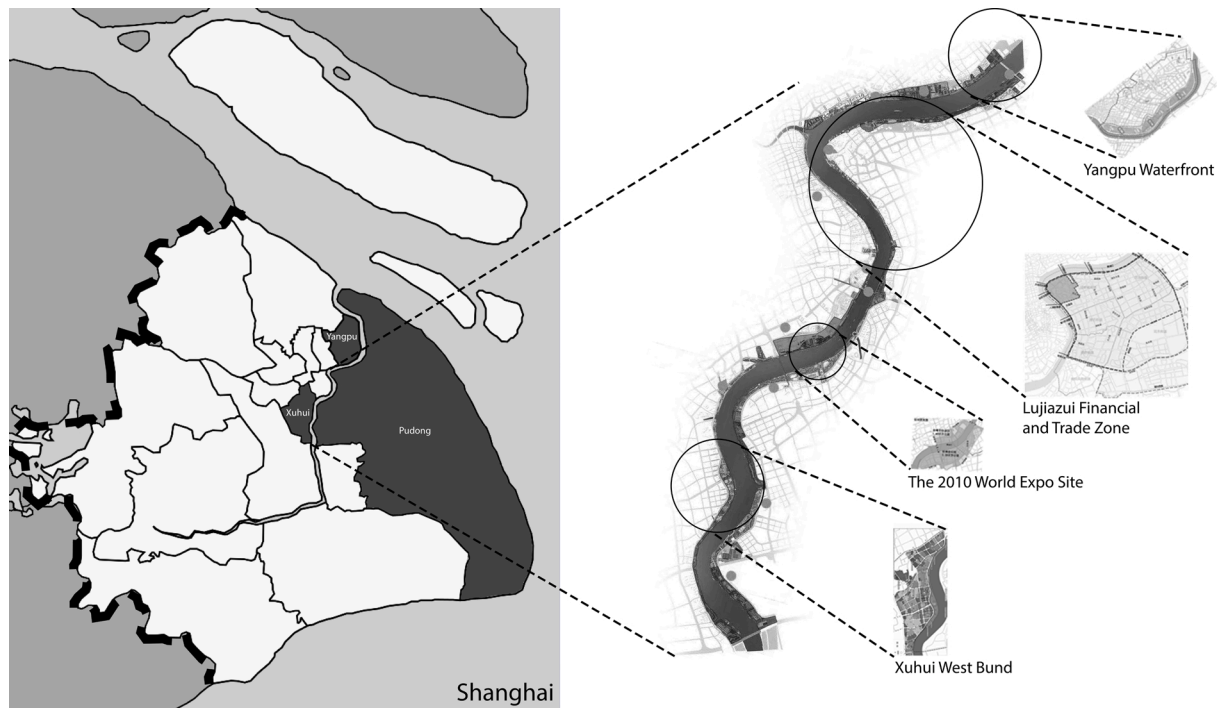 Yangpu
Xuhui
Pudong
Shanghai
Yangpu Waterfront
Lujiazui Financial
and Trade Zone
The 2010 World Expo Site
Xuhui West Bund